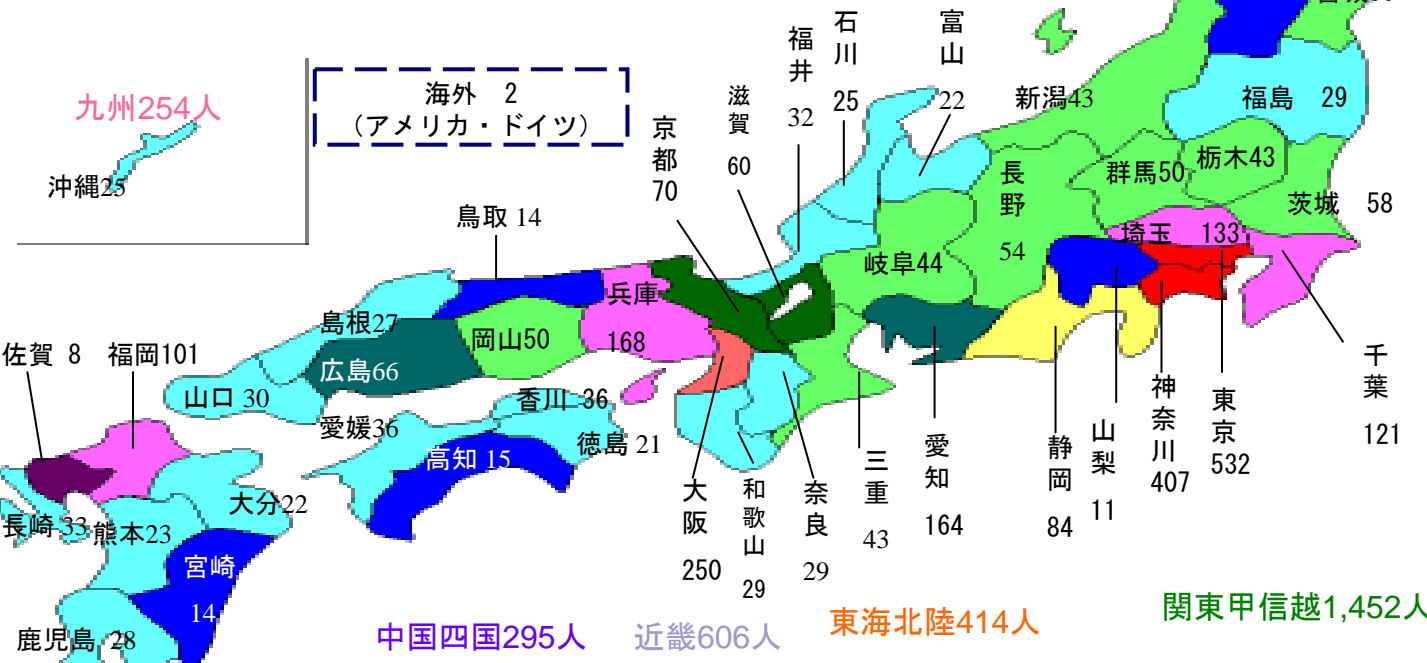 九州254人
沖縄25
海外 2
(アメリカ・ドイツ)
鳥取 14
京都
70
滋賀
60
福井
32
石川
25
富山
22
新潟43
福島 29
群馬50
栃木43
茨城 58
長野
54
埼玉 133
岐阜44
兵庫
168
島根27
岡山50
広島66
山口 30
佐賀 8
福岡101
香川 36
愛媛36
徳島 21
高知 15
大分22
長崎 33
熊本23
宮崎
14
鹿児島 28
大阪
250
和歌山
29
奈良
29
三重
43
愛知
164
静岡
84
山梨
11
神奈川
407
東京
532
千葉
121
中国四国295人
近畿606人
東海北陸414人
関東甲信越1,452人